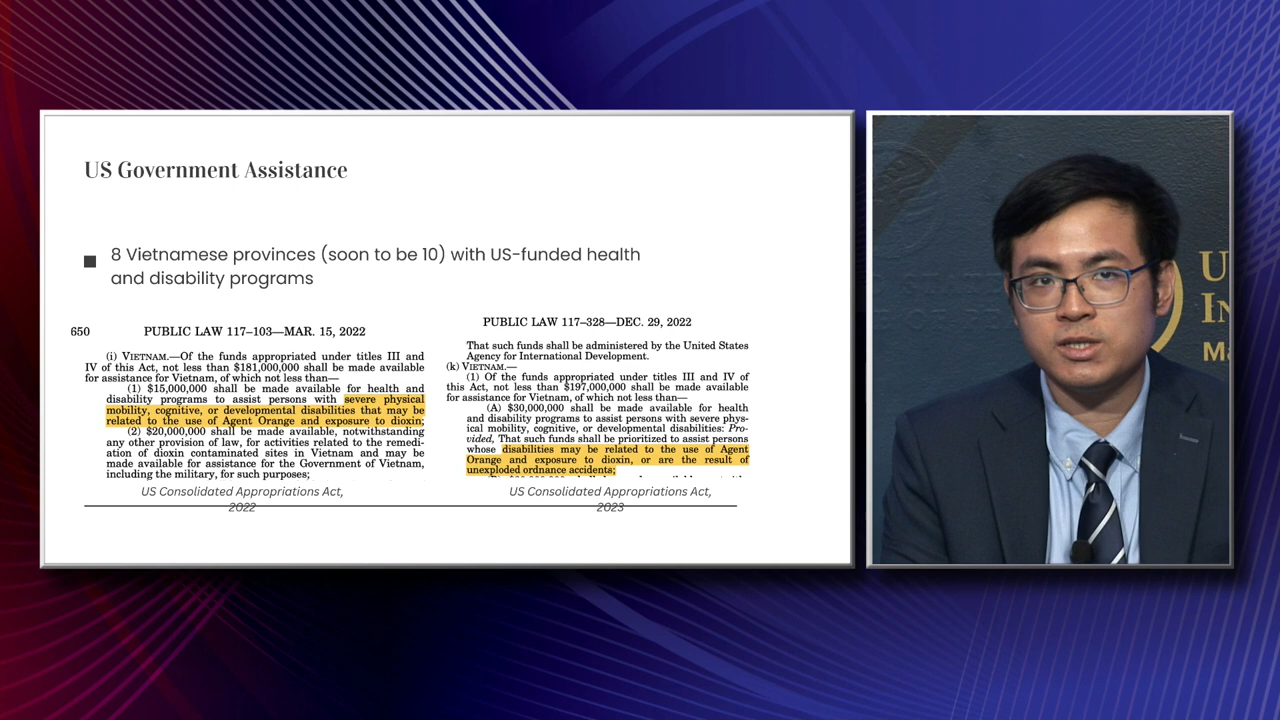 US Government Assistance
8 Vietnamese provinces (soon to be 10) with US-funded health
and disability programs
650 PUBLIC LAW 117–103—MAR. 15, 2022
(i) VIETNAM.—Of the funds appropriated under titles III and
IV of this Act, not less than $181,000,000 shall be made available
for assistance for Vietnam, of which not less than—
(1) $15,000,000 shall be made available for health and
disability programs to assist persons with severe physical
mobility, cognitive, or developmental disabilities that may be
related to the use of Agent Orange and exposure to dioxin;
(2) $20,000,000 shall be made available, notwithstanding
any other provision of law, for activities related to the remedi-
ation of dioxin contaminated sites in Vietnam and may be
made available for assistance for the Government of Vietnam,
including the military, for such purposes;
US Consolidated Appropriations Act,
2022
PUBLIC LAW 117–328—DEC. 29, 2022
That such funds shall be administered by the United States
Agency for International Development.
(k) VIETNAM.—
(1) Of the funds appropriated under titles III and IV of
this Act, not less than $197,000,000 shall be made available
for assistance for Vietnam, of which not less than—
(A) $30,000,000 shall be made available for health
and disability programs to assist persons with severe phys-
ical mobility, cognitive, or developmental disabilities: Pro-
vided, That such funds shall be prioritized to assist persons
whose disabilities may be related to the use of Agent
Orange and exposure to dioxin, or are the result of
unexploded ordnance accidents;
US Consolidated Appropriations Act,
2023
U
IN
Ma